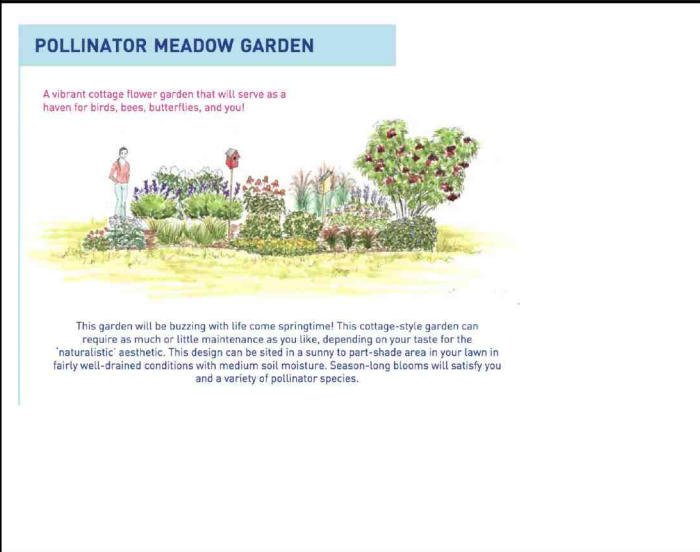 POLLINATOR MEADOW GARDEN
A vibrant cottage flower garden that will serve as a
haven for birds, bees, butterflies, and you!
This garden will be buzzing with life come springtime! This cottage-style garden can
require as much or little maintenance as you like, depending on your taste for the
'naturalistic' aesthetic. This design can be sited in a sunny to part-shade area in your lawn in
fairly well-drained conditions with medium soil moisture. Season-long blooms will satisfy you
and a variety of pollinator species.